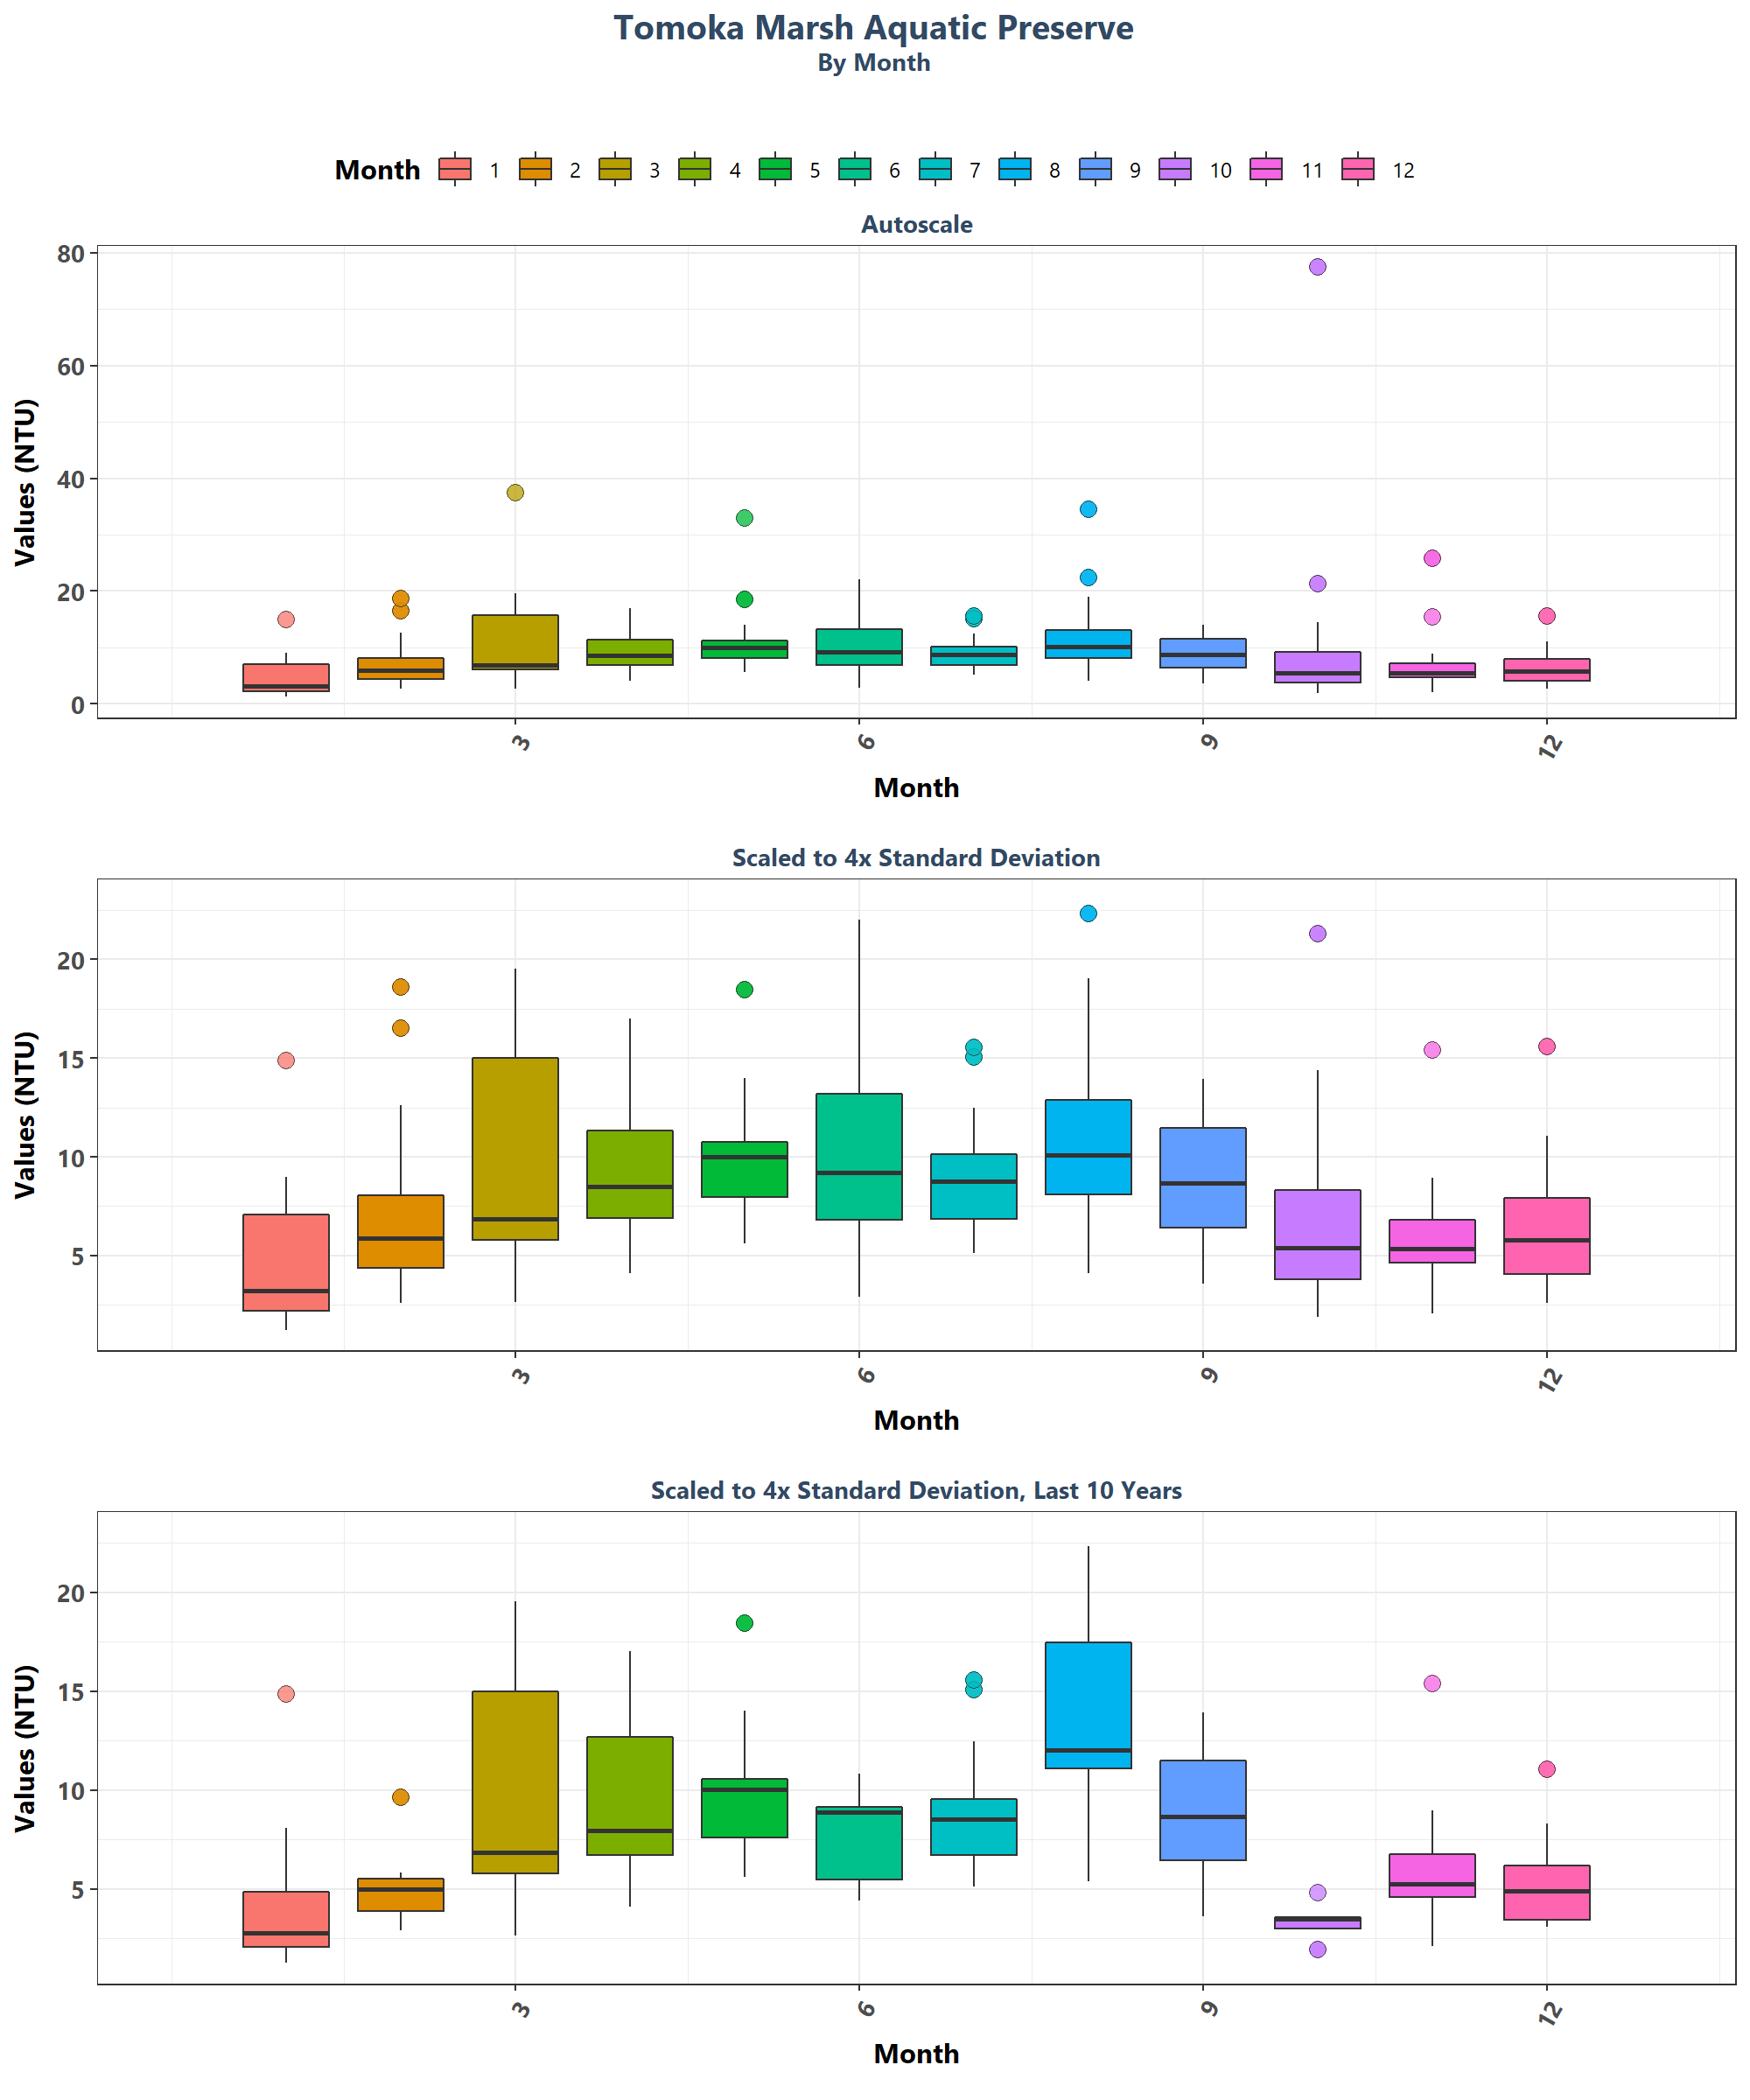 Tomoka Marsh Aquatic Preserve
By Month
Month 1 2 3 4 5 6 7 8 9 10 11 12
Autoscale
Values (NTU)
80
60
40
20
0
3 6 9 12
Month
Scaled to 4x Standard Deviation
Values (NTU)
20
15
10
5
3 6 9 12
Month
Scaled to 4x Standard Deviation, Last 10 Years
Values (NTU)
20
15
10
5
3 6 9 12
Month